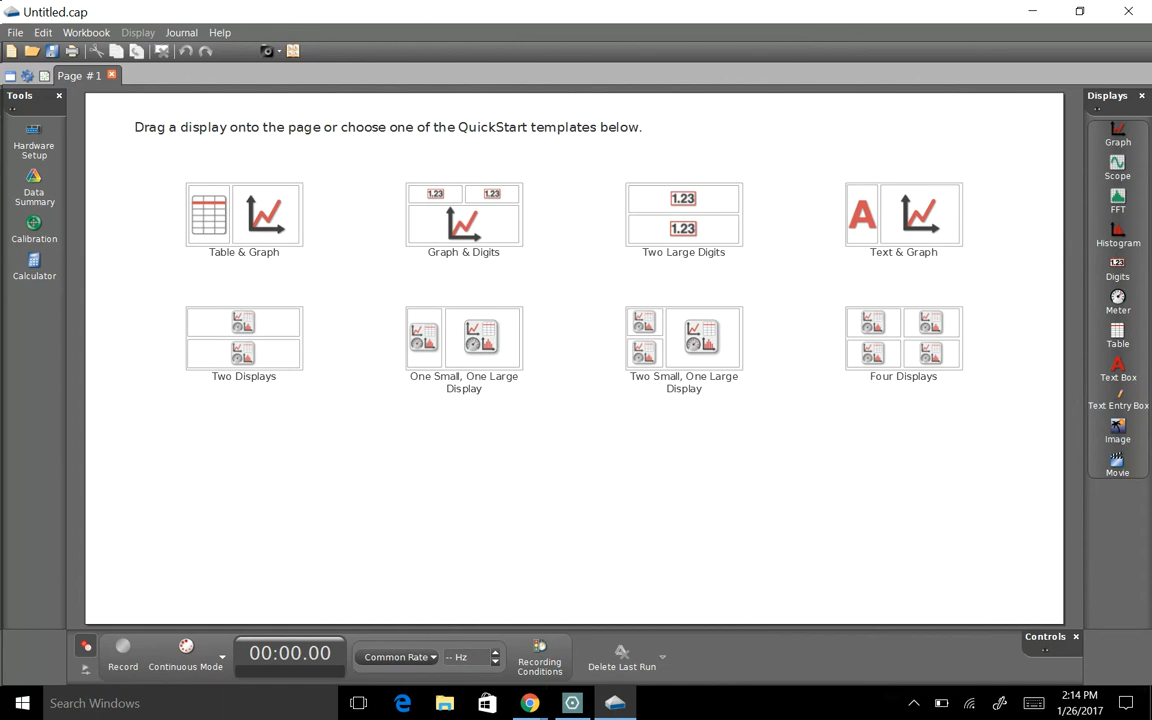 Untitled.cap
File Edit Workbook Display Journal Help
Page #1
Tools
Hardware
Setup
Data
Summary
Calibration
Calculator
Drag a display onto the page or choose one of the QuickStart templates below.
Table & Graph
1.23 1.23
Graph & Digits
1.23
1.23
Two Large Digits
A
Text & Graph
Two Displays
One Small, One Large
Display
Two Small, One Large
Display
Four Displays
Displays
Graph
Scope
FFT
Histogram
1.23
Digits
Meter
Table
A
Text Box
Text Entry Box
Image
Movie
Record
Continuous Mode
00:00.00
Common Rate
-- Hz
Recording
Conditions
Delete Last Run
Controls
Search Windows
2:14 PM
1/26/2017